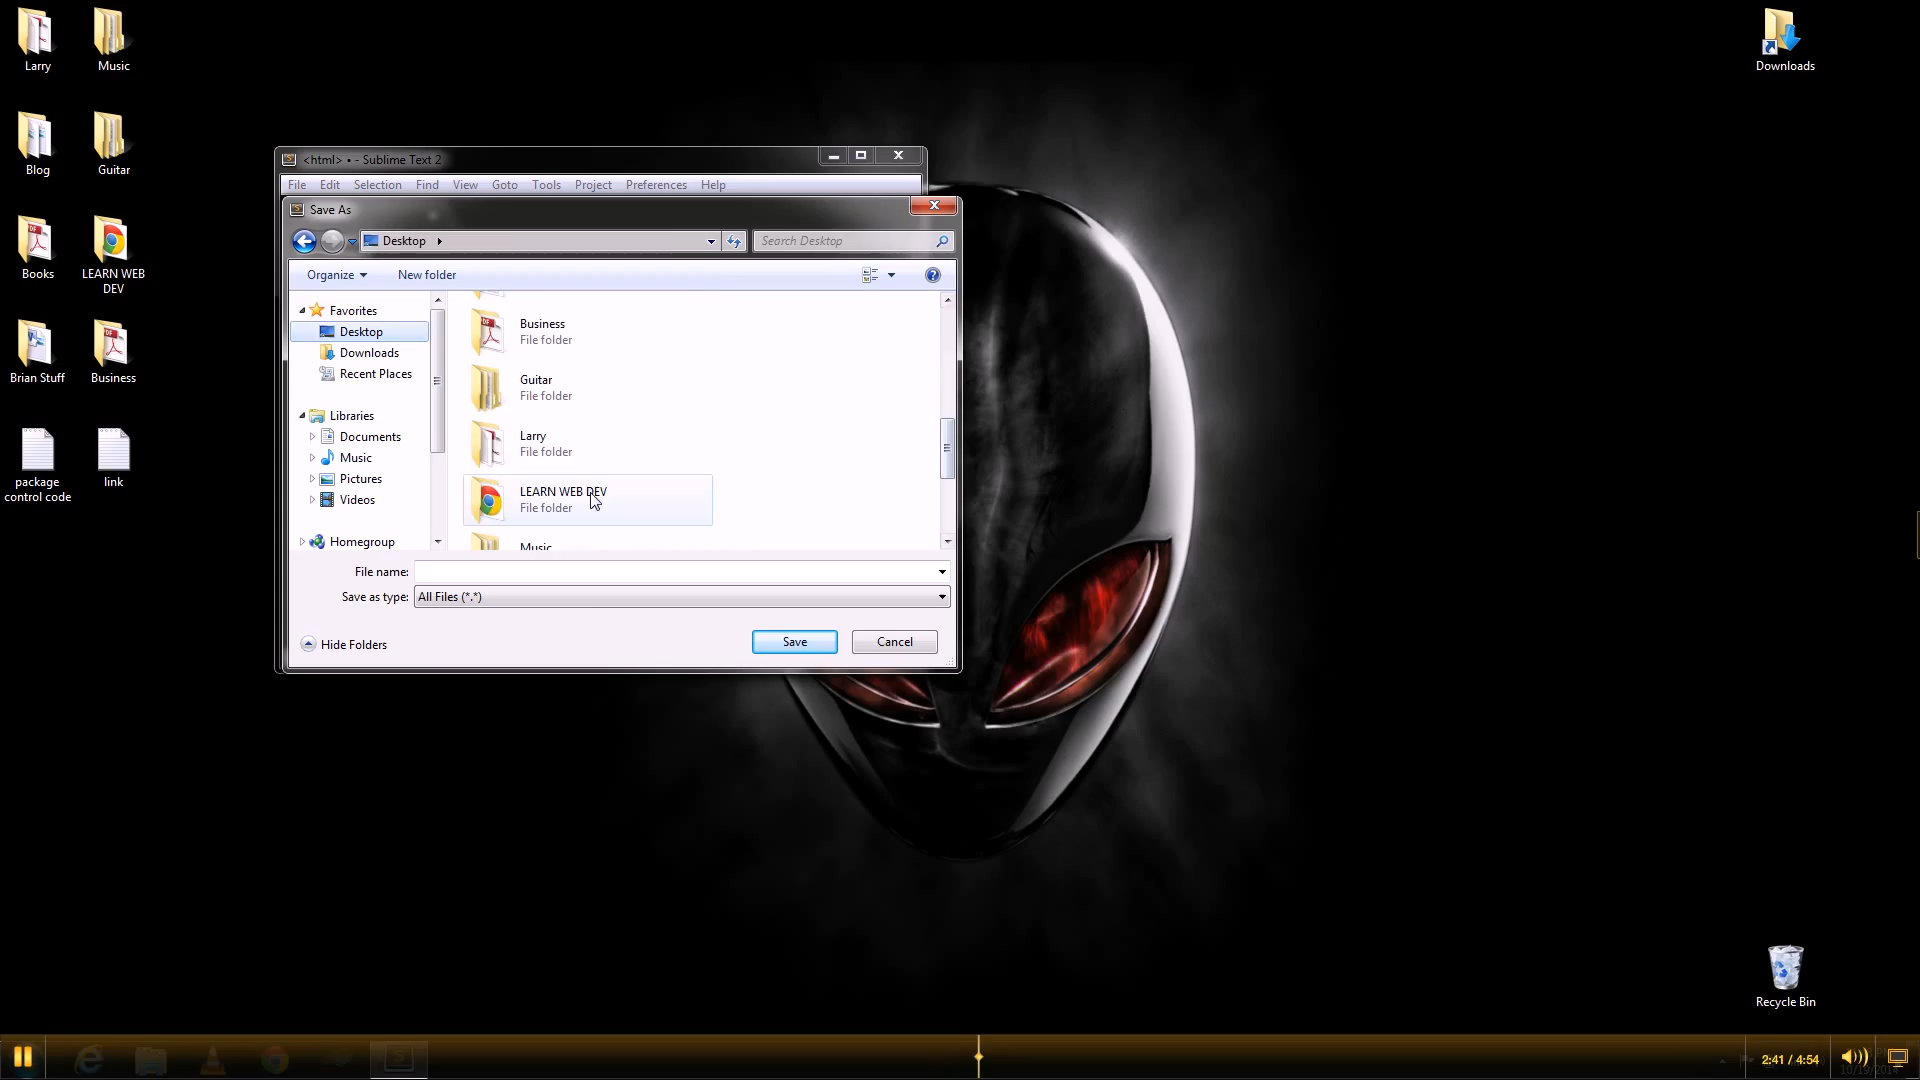 Larry
Music
Downloads
Blog
Guitar
Books
LEARN WEB
DEV
Brian Stuff
Business
package
control code
link
<html> • - Sublime Text 2
File Edit Selection Find View Goto Tools Project Preferences Help
Save As
Desktop
Search Desktop
Organize
New folder
Favorites
Desktop
Downloads
Recent Places
Libraries
Documents
Music
Pictures
Videos
Homegroup
Business
File folder
Guitar
File folder
Larry
File folder
LEARN WEB DEV
File folder
Music
File name:
Save as type: All Files (*.*)
Hide Folders
Save
Cancel
Recycle Bin
2:41 / 4:54